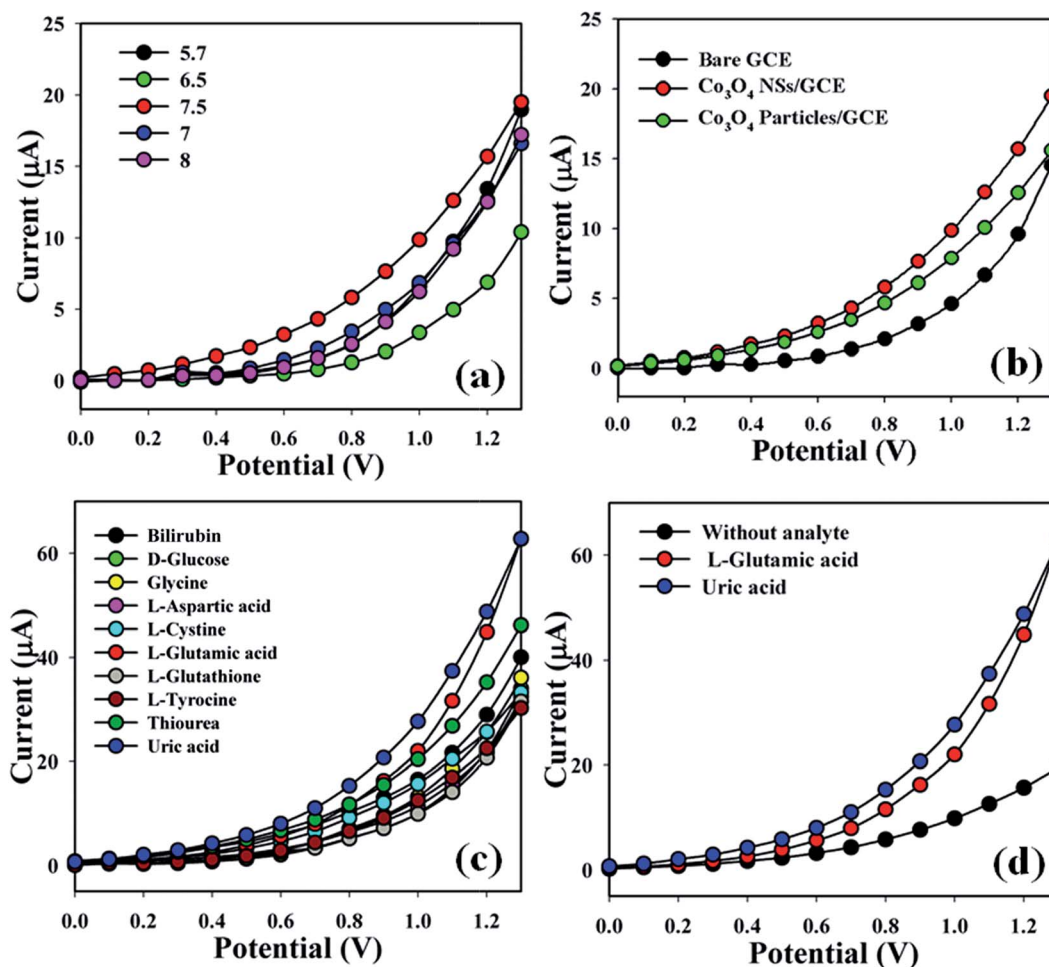 25
20
15
10
5
0
Current (µA)
5.7
6.5
7.5
7
8
(a)
0.0 0.2 0.4 0.6 0.8 1.0 1.2
Potential (V)
25
20
15
10
5
0
Current (µA)
Bare GCE
Co₃O₄ NSs/GCE
Co₃O₄ Particles/GCE
(b)
0.0 0.2 0.4 0.6 0.8 1.0 1.2
Potential (V)
60
40
20
0
Current (µA)
Bilirubin
D-Glucose
Glycine
L-Aspartic acid
L-Cystine
L-Glutamic acid
L-Glutathione
L-Tyrocine
Thiourea
Uric acid
(c)
0.0 0.2 0.4 0.6 0.8 1.0 1.2
Potential (V)
60
40
20
0
Current (µA)
Without analyte
L-Glutamic acid
Uric acid
(d)
0.0 0.2 0.4 0.6 0.8 1.0 1.2
Potential (V)